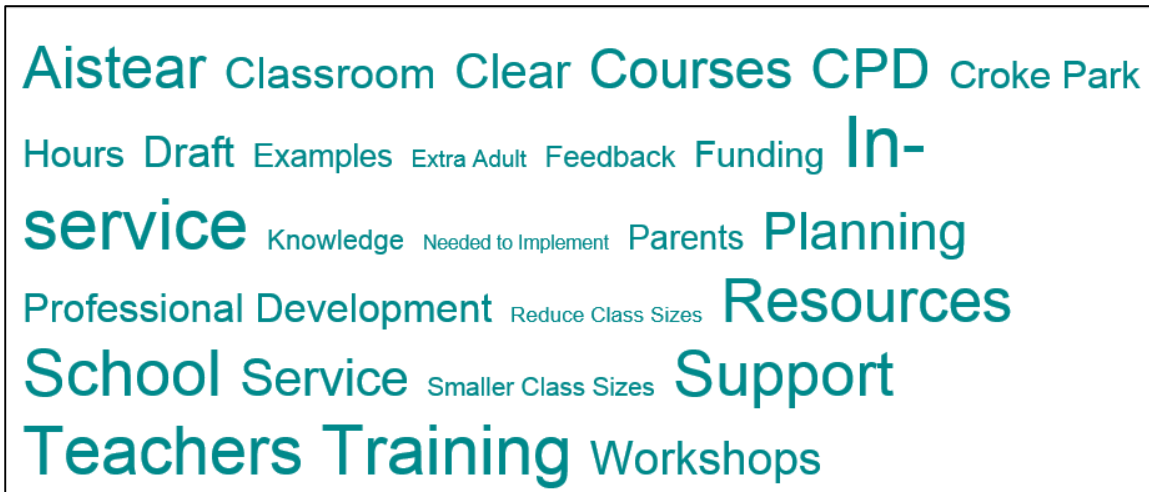 Aistear Classroom Clear Courses CPD Croke Park
Hours Draft Examples Extra Adult Feedback Funding In-
service Knowledge Needed to Implement Parents Planning
Professional Development Reduce Class Sizes Resources
School Service Smaller Class Sizes Support
Teachers Training Workshops